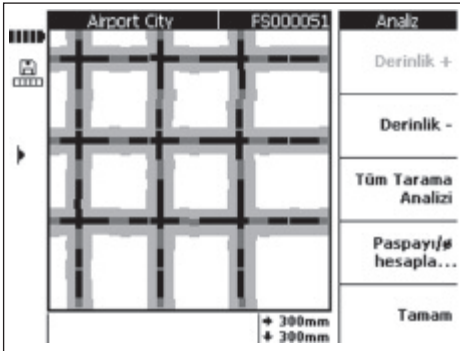 Airport City FS000051 Analiz
Derinlik +
Derinlik -
Tüm Tarama
Analizi
Paspayı/ø
hesapla...
Tamam
300mm
300mm